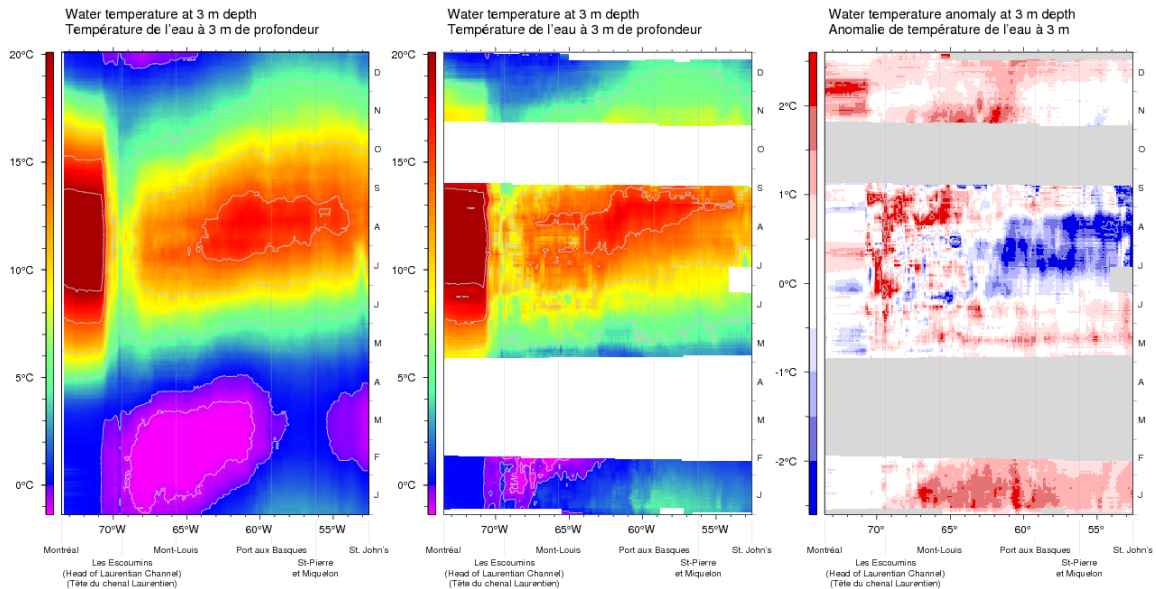 Water temperature at 3 m depth
Température de l'eau à 3 m de profondeur
20°C
15°C
10°C
5°C
0°C
D
N
O
S
A
J
J
M
A
M
F
J
70°W
65°W
60°W
55°W
Montréal
Mont-Louis
Port aux Basques
St. John's
Les Escoumins
(Head of Laurentian Channel)
(Tête du chenal Laurentien)
St-Pierre
et Miquelon
Water temperature at 3 m depth
Température de l'eau à 3 m de profondeur
20°C
15°C
10°C
5°C
0°C
D
N
O
S
A
J
J
M
A
M
F
J
70°W
65°W
60°W
55°W
Montréal
Mont-Louis
Port aux Basques
St. John's
Les Escoumins
(Head of Laurentian Channel)
(Tête du chenal Laurentien)
St-Pierre
et Miquelon
Water temperature anomaly at 3 m depth
Anomalie de température de l'eau à 3 m
2°C
1°C
0°C
-1°C
-2°C
D
N
O
S
A
J
J
M
A
M
F
J
70°
65°
60°
55°
Montréal
Mont-Louis
Port aux Basques
St. John's
Les Escoumins
(Head of Laurentian Channel)
(Tête du chenal Laurentien)
St-Pierre
et Miquelon